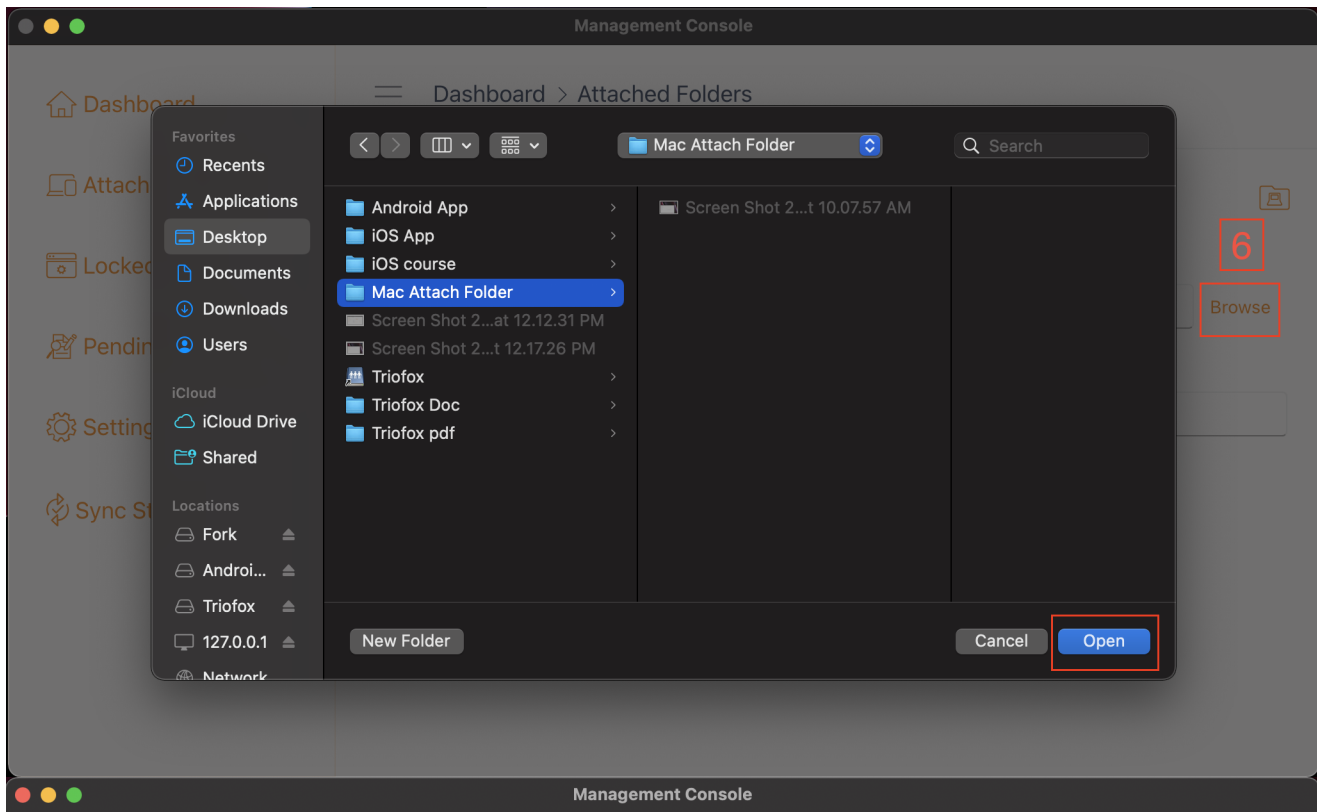 Management Console
Dashboard > Attached Folders
Dashboard
Attach
Locked
Pendin
Setting
Sync St
Favorites
Recents
Applications
Desktop
Documents
Downloads
Users
iCloud
iCloud Drive
Shared
Locations
Fork
Androi...
Triofox
127.0.0.1
Network
Mac Attach Folder
Search
Android App
iOS App
iOS course
Mac Attach Folder
Screen Shot 2...at 12.12.31 PM
Screen Shot 2...t 12.17.26 PM
Triofox
Triofox Doc
Triofox pdf
Screen Shot 2...t 10.07.57 AM
New Folder
Cancel
Open
6
Browse
Management Console